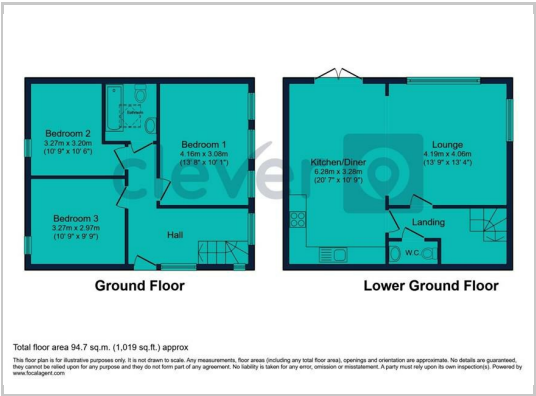 Bathroom
Bedroom 2
3.27m x 3.20m
(10' 9" x 10' 6")
Bedroom 1
4.16m x 3.08m
(13' 8" x 10' 1")
Bedroom 3
3.27m x 2.97m
(10' 9" x 9' 9")
Hall
Ground Floor
Kitchen/Diner
6.28m x 3.28m
(20' 7" x 10' 9")
Lounge
4.19m x 4.06m
(13' 9" x 13' 4")
Landing
W.C.
Lower Ground Floor
clever
Total floor area 94.7 sq.m. (1,019 sq.ft.) approx
This floor plan is for illustrative purposes only. It is not drawn to scale. Any measurements, floor areas (including any total floor area), openings and orientation are approximate. No details are guaranteed,
they cannot be relied upon for any purpose and they do not form part of any agreement. No liability is taken for any error, omission or misstatement. A party must rely upon its own inspection(s). Powered by
www.focalagent.com